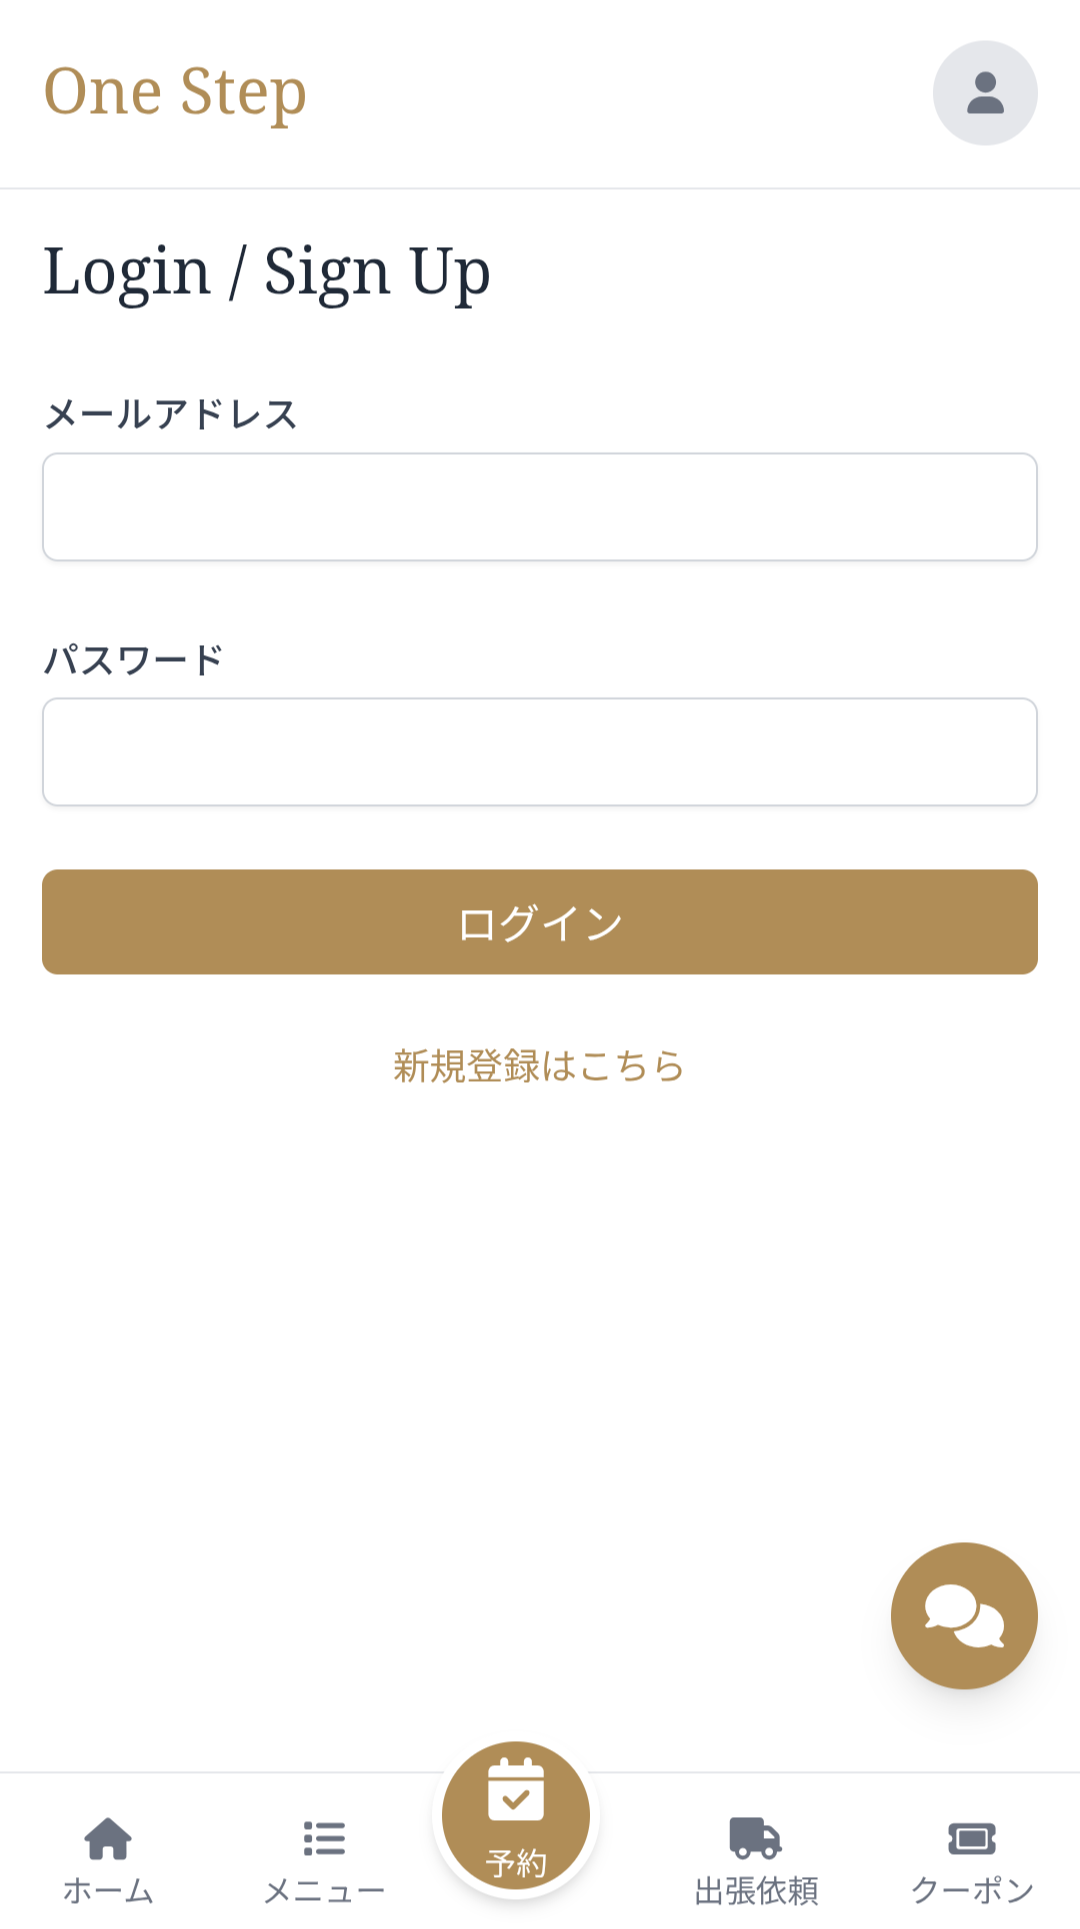 One Step
Login / Sign Up
メールアドレス
パスワード
ログイン
新規登録はこちら
ホーム
メニュー
予約
出張依頼
クーポン